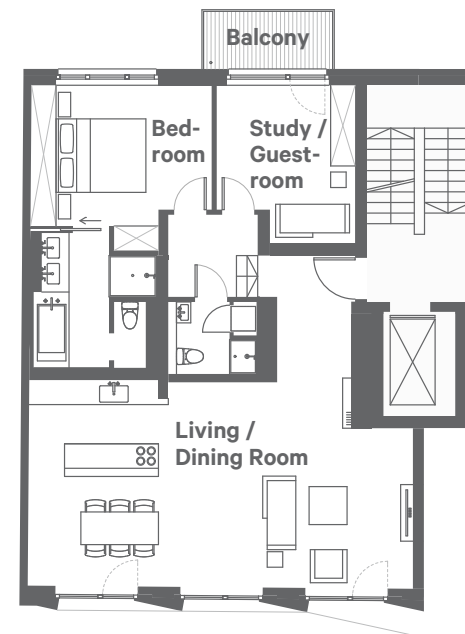 Balcony
Bed-
room
Study /
Guest-
room
Living /
Dining Room